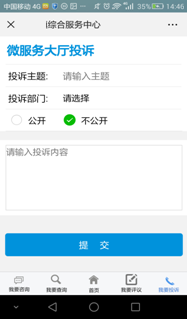 中国移动 4G 35% 14:46
综合服务中心
微服务大厅投诉
投诉主题: 请输入主题
投诉部门: 请选择
公开 不公开
请输入投诉内容
提 交
我要咨询 我要查询 首页 我要评议 我要投诉